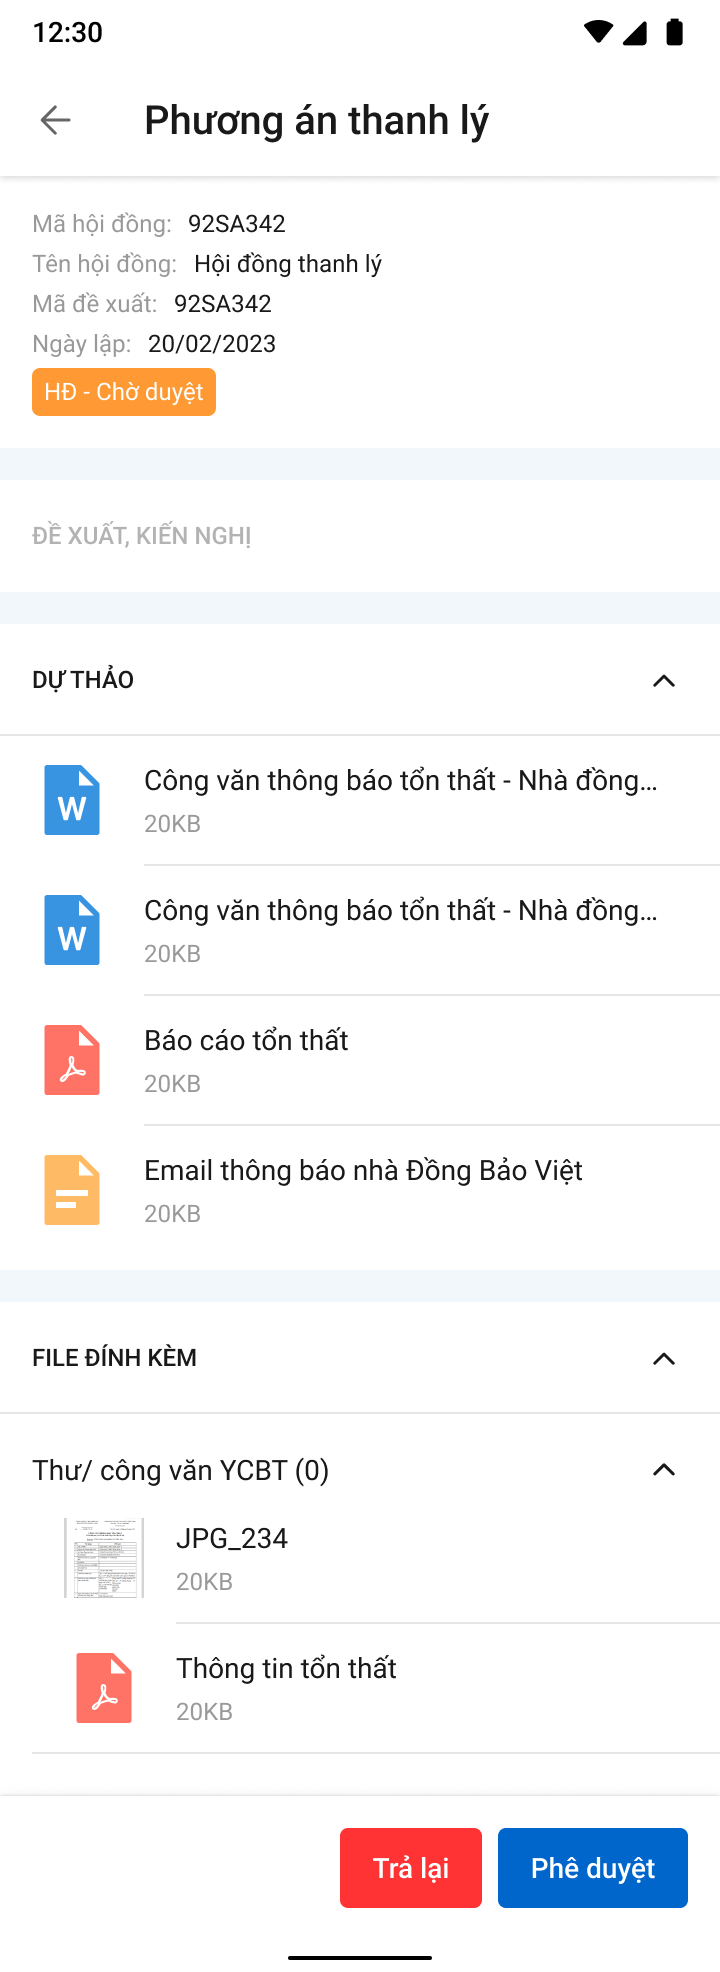 12:30
Phương án thanh lý
Mã hội đồng: 92SA342
Tên hội đồng: Hội đồng thanh lý
Mã đề xuất: 92SA342
Ngày lập: 20/02/2023
HĐ - Chờ duyệt
ĐỀ XUẤT, KIẾN NGHỊ
DỰ THẢO
W
Công văn thông báo tổn thất - Nhà đồng...
20KB
W
Công văn thông báo tổn thất - Nhà đồng...
20KB
Báo cáo tổn thất
20KB
Email thông báo nhà Đồng Bảo Việt
20KB
FILE ĐÍNH KÈM
Thư/ công văn YCBT (0)
JPG_234
20KB
Thông tin tổn thất
20KB
Trả lại
Phê duyệt